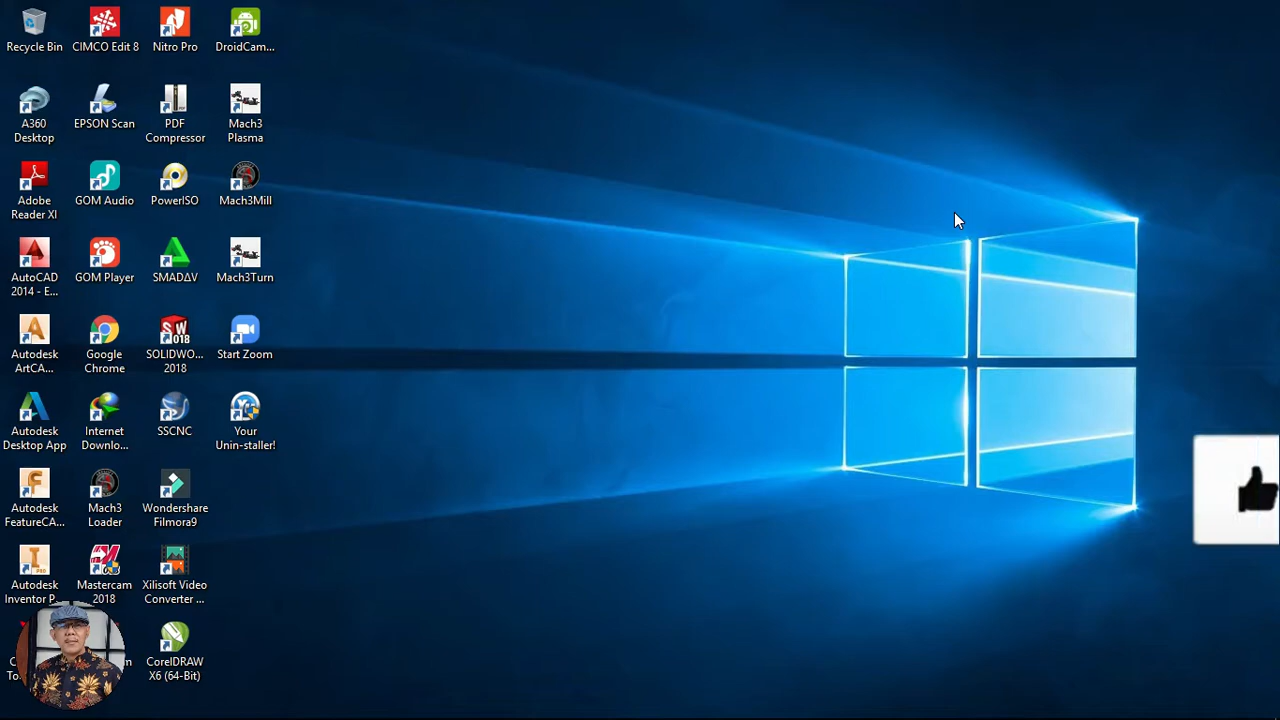 Recycle Bin
CIMCO Edit 8
Nitro Pro
DroidCam...
A360
Desktop
EPSON Scan
PDF
Compressor
Mach3
Plasma
Adobe
Reader XI
GOM Audio
PowerISO
Mach3Mill
AutoCAD
2014 - E...
GOM Player
SMADΔV
Mach3Turn
Autodesk
ArtCA...
Google
Chrome
SOLIDWO...
2018
Start Zoom
Autodesk
Desktop App
Internet
Downlo...
SSCNC
Your
Unin-staller!
Autodesk
FeatureCA...
Mach3
Loader
Wondershare
Filmora9
Autodesk
Inventor P...
Mastercam
2018
Xilisoft Video
Converter ...
CorelDRAW
X6 (64-Bit)